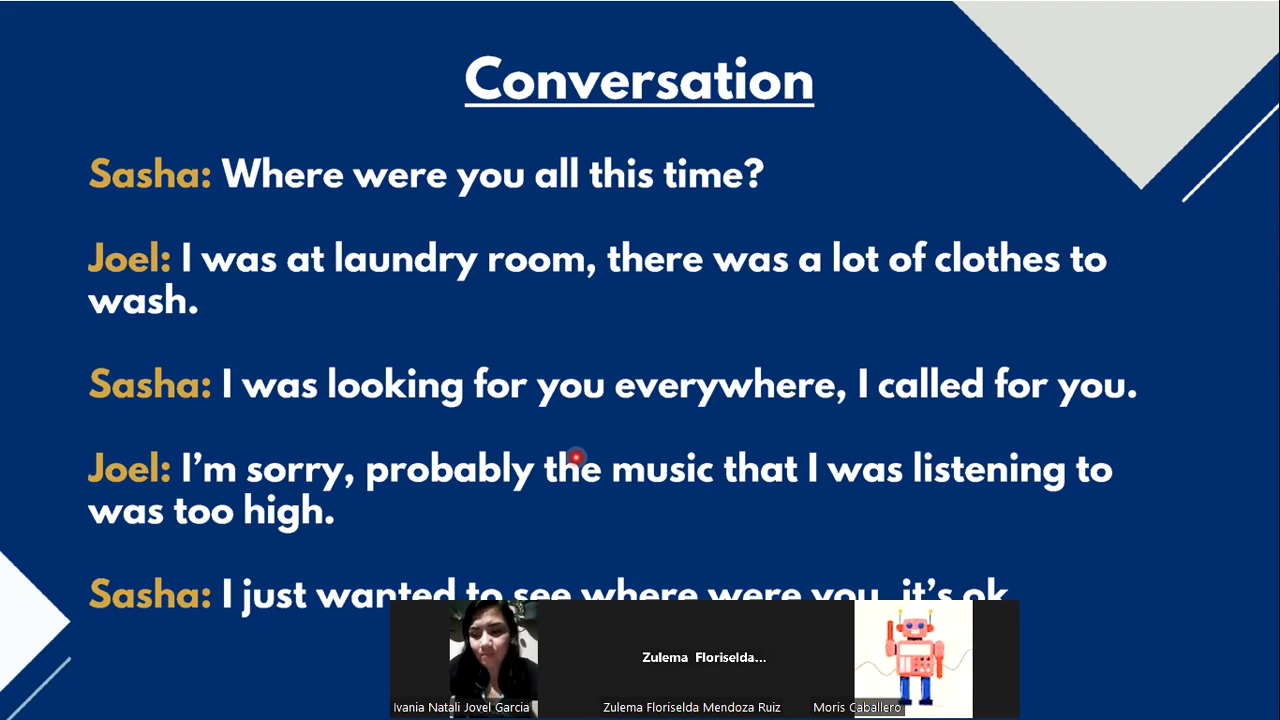 Conversation
Sasha: Where were you all this time?
Joel: I was at laundry room, there was a lot of clothes to
wash.
Sasha: I was looking for you everywhere, I called for you.
Joel: I’m sorry, probably the music that I was listening to
was too high.
Sasha: I just wanted to see where were you, it’s ok
Zulema Floriselda...
Ivania Natali Jovel Garcia
Zulema Floriselda Mendoza Ruiz
Moris Caballero